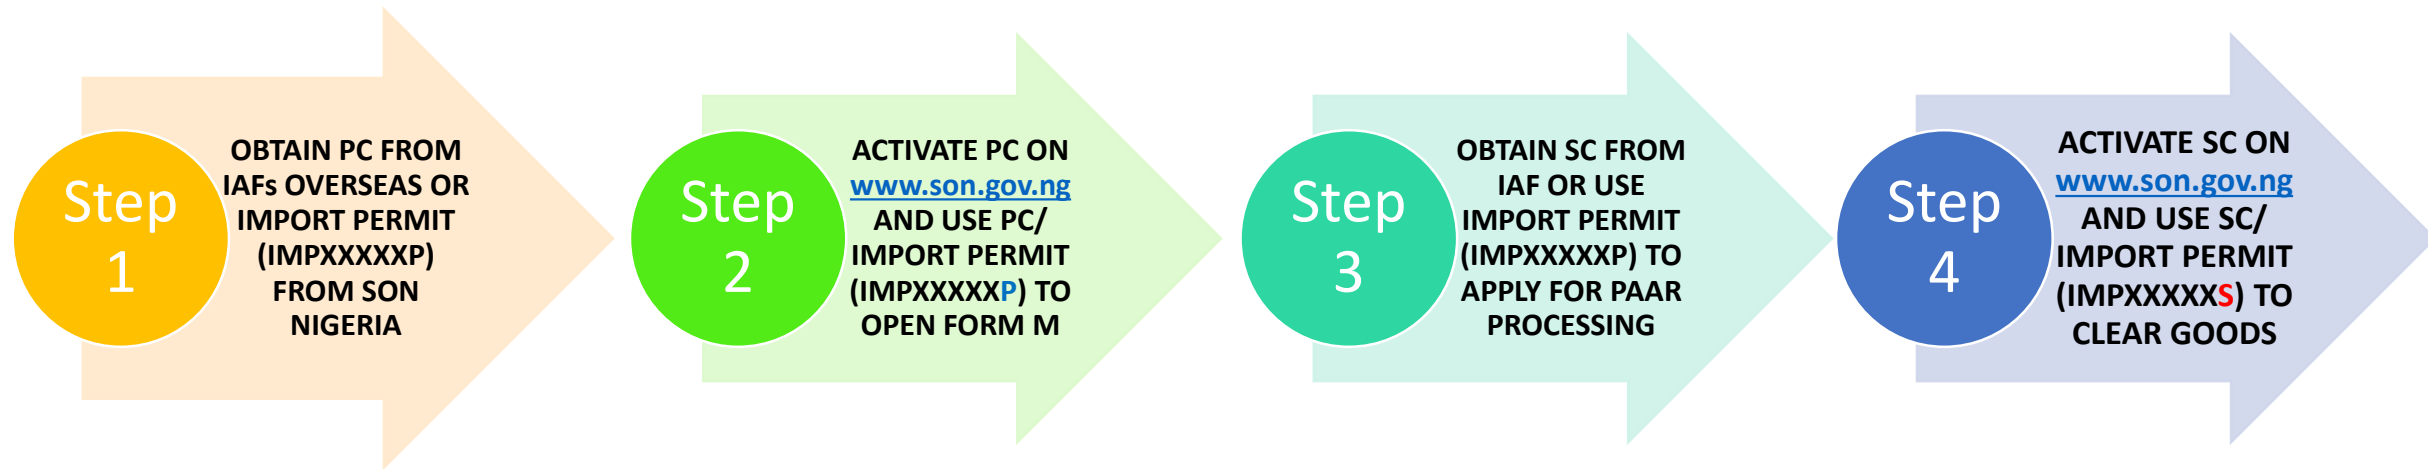 Step
1
OBTAIN PC FROM
IAFs OVERSEAS OR
IMPORT PERMIT
(IMPXXXXXP)
FROM SON
NIGERIA
Step
2
ACTIVATE PC ON
www.son.gov.ng
AND USE PC/
IMPORT PERMIT
(IMPXXXXXP) TO
OPEN FORM M
Step
3
OBTAIN SC FROM
IAF OR USE
IMPORT PERMIT
(IMPXXXXXP) TO
APPLY FOR PAAR
PROCESSING
Step
4
ACTIVATE SC ON
www.son.gov.ng
AND USE SC/
IMPORT PERMIT
(IMPXXXXXS) TO
CLEAR GOODS